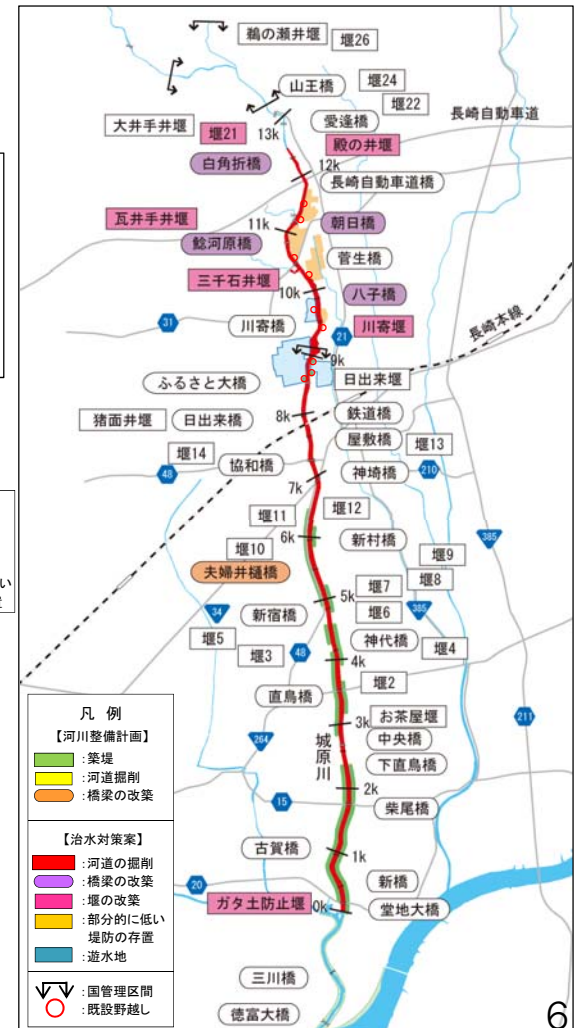 鵜の瀬井堰
堰26
山王橋
堰24
堰22
長崎自動車道
大井手井堰
堰21
13k
愛逢橋
殿の井堰
白角折橋
12k
長崎自動車道橋
瓦井手井堰
11k
朝日橋
鯰河原橋
菅生橋
三千石井堰
10k
八子橋
31
川寄橋
21
川寄堰
長崎本線
9k
ふるさと大橋
日出来堰
猪面井堰
日出来橋
8k
鉄道橋
屋敷橋
堰14
堰13
48
協和橋
神埼橋
210
7k
堰12
堰11
6k
新村橋
385
堰10
堰9
夫婦井樋橋
堰8
堰7
5k
34
新宿橋
堰6
385
堰5
神代橋
堰4
堰3
48
4k
堰2
直鳥橋
211
3k
お茶屋堰
264
城原川
中央橋
下直鳥橋
2k
15
柴尾橋
古賀橋
1k
20
新橋
ガタ土防止堰
0k
堂地大橋
三川橋
徳富大橋
い
凡 例
【河川整備計画】
:築堤
:河道掘削
:橋梁の改築
【治水対策案】
:河道の掘削
:橋梁の改築
:堰の改築
:部分的に低い
堤防の存置
:遊水地
:国管理区間
:既設野越し
6